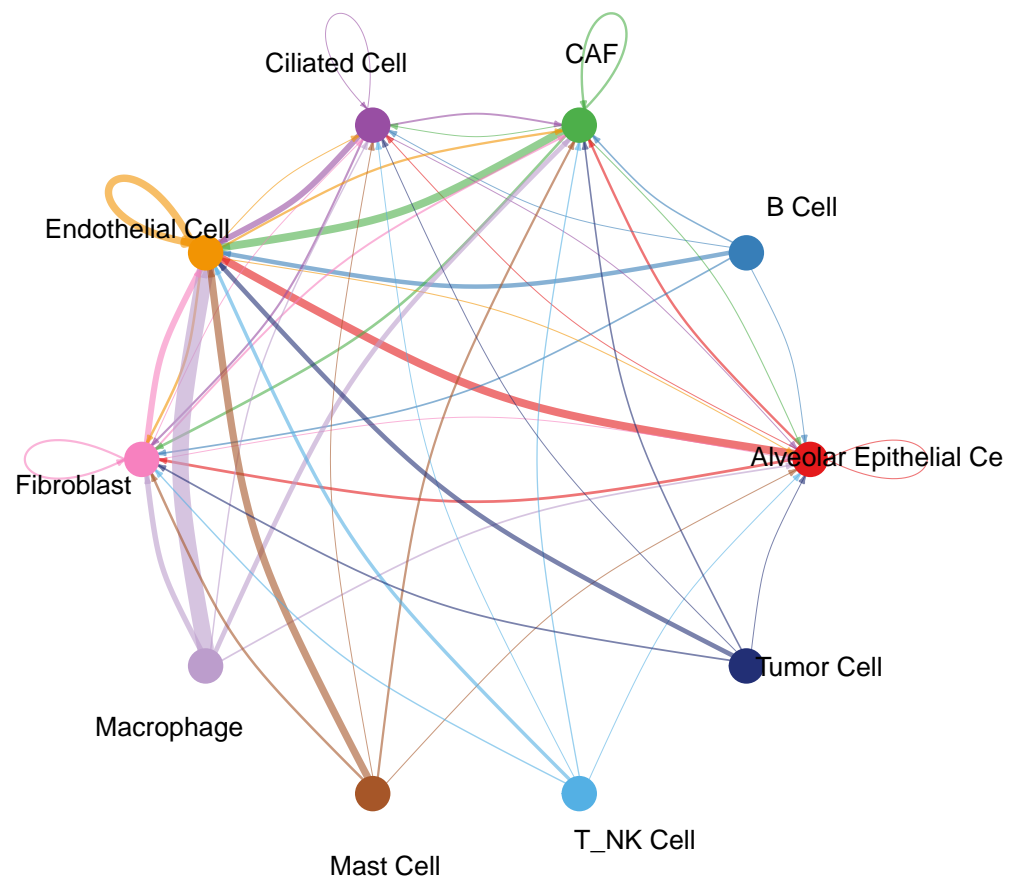 CAF
Ciliated Cell
B Cell
Endothelial Cell
Alveolar Epithelial Ce
Fibroblast
Tumor Cell
Macrophage
T_NK Cell
Mast Cell